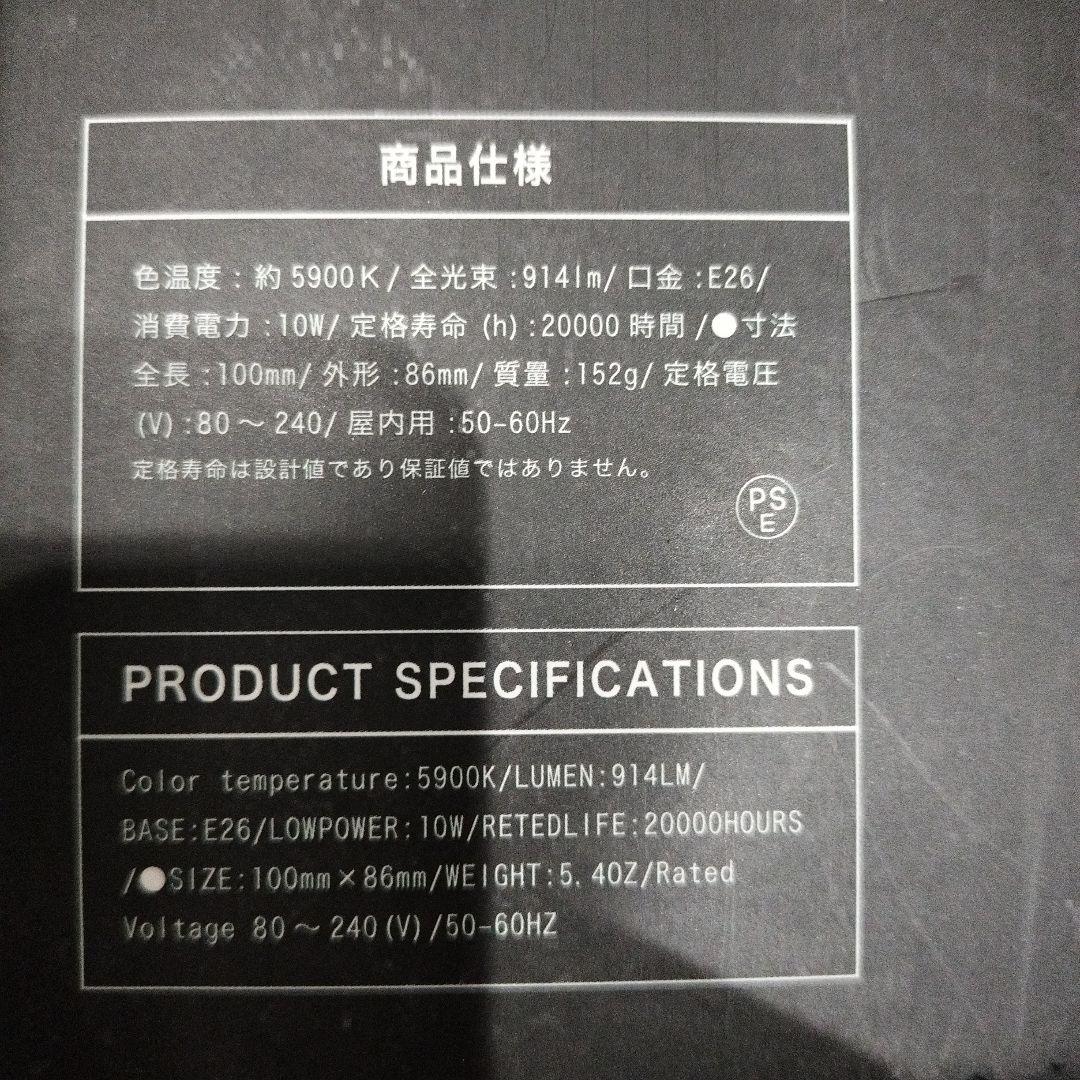 商品仕様
色温度 : 約 5900K / 全光束 :914lm/ 口金 :E26/
消費電力 :10W/ 定格寿命 (h) :20000 時間 /●寸法
全長 :100mm/ 外形 :86mm/ 質量 :152g/ 定格電圧
(V) :80～240/ 屋内用 :50-60Hz
定格寿命は設計値であり保証値ではありません。
PS
E
PRODUCT SPECIFICATIONS
Color temperature:5900K/LUMEN:914LM/
BASE:E26/LOWPOWER:10W/RETEDLIFE:20000HOURS
/●SIZE:100mm×86mm/WEIGHT:5.4OZ/Rated
Voltage 80～240(V)/50-60HZ